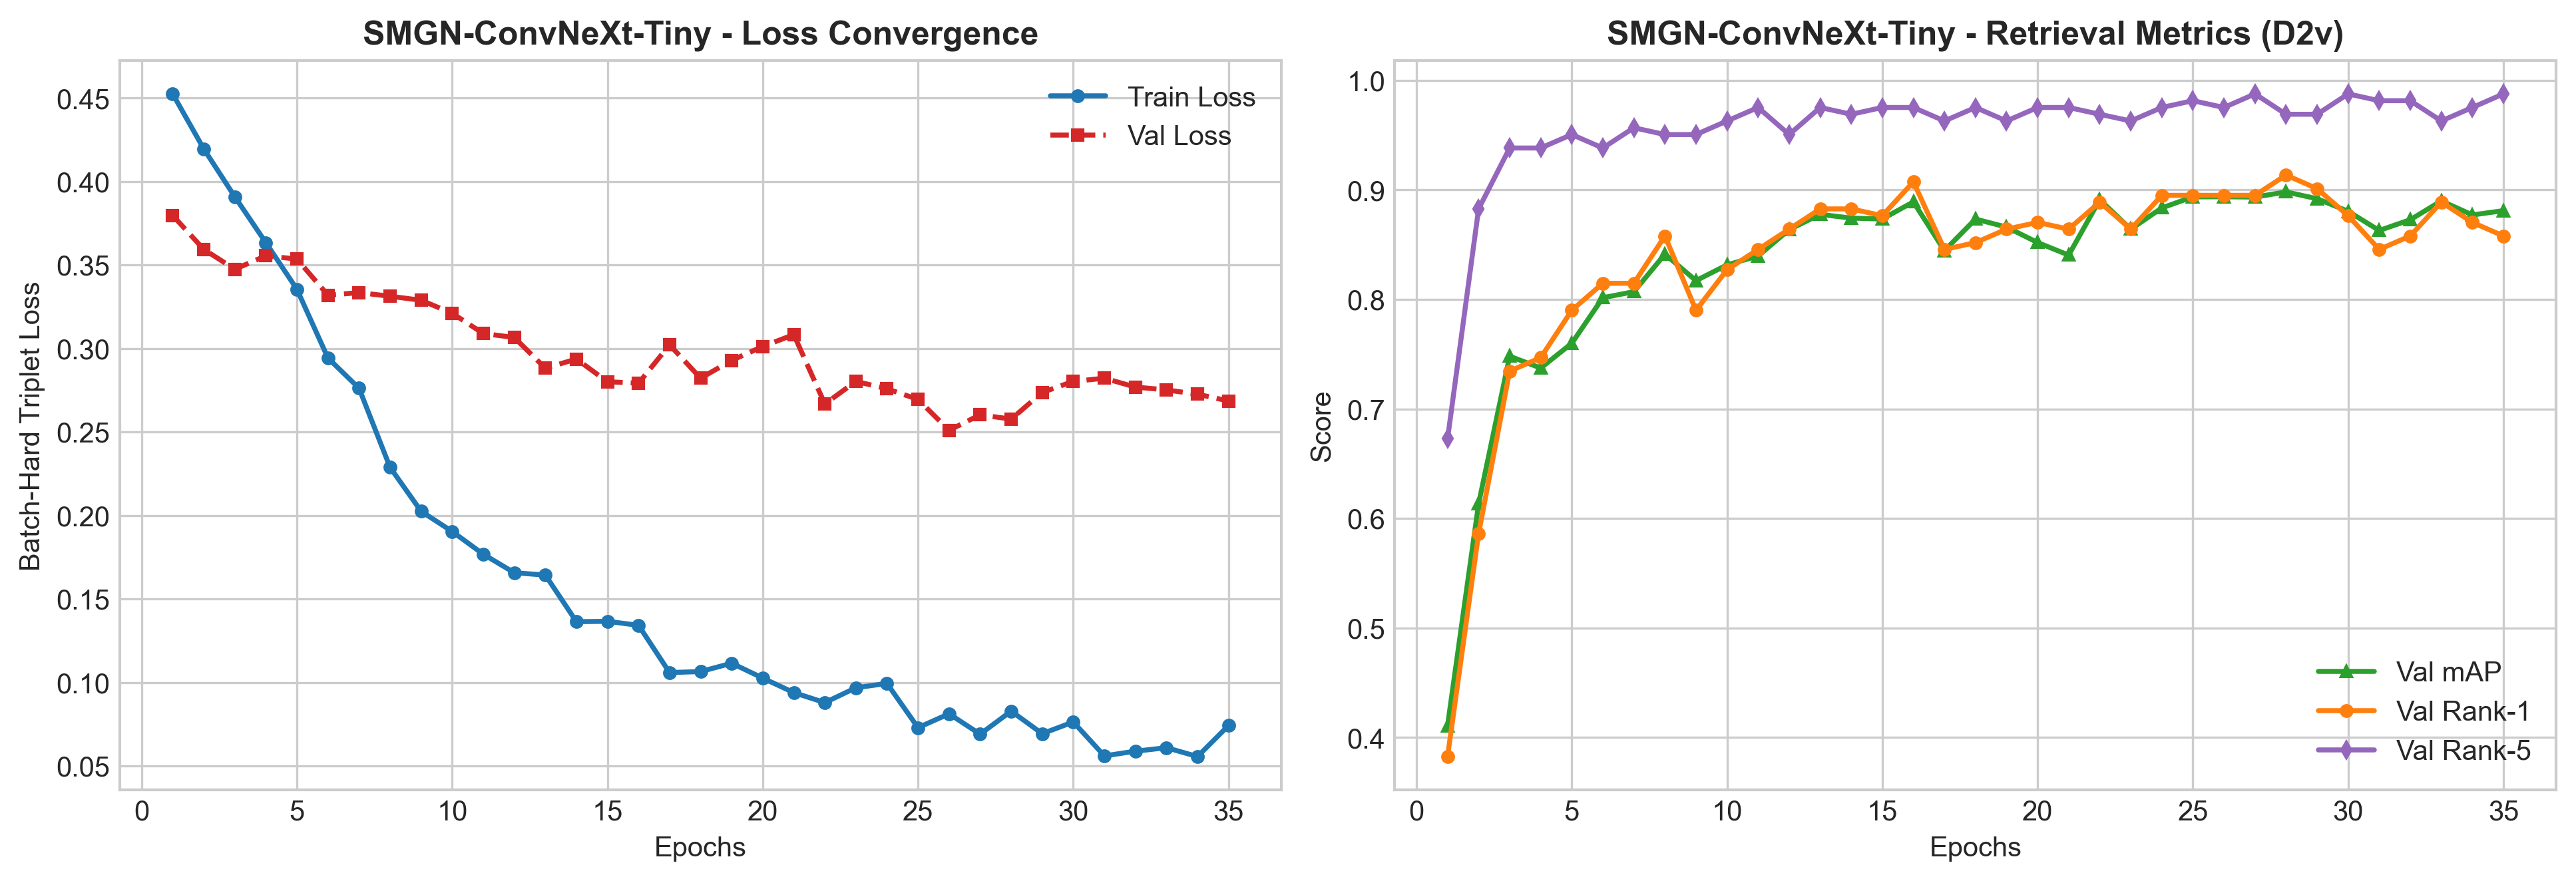 SMGN-ConvNeXt-Tiny - Loss Convergence
Batch-Hard Triplet Loss
0.45
0.40
0.35
0.30
0.25
0.20
0.15
0.10
0.05
Train Loss
Val Loss
0 5 10 15 20 25 30 35
Epochs
SMGN-ConvNeXt-Tiny - Retrieval Metrics (D2v)
Score
1.0
0.9
0.8
0.7
0.6
0.5
0.4
Val mAP
Val Rank-1
Val Rank-5
0 5 10 15 20 25 30 35
Epochs